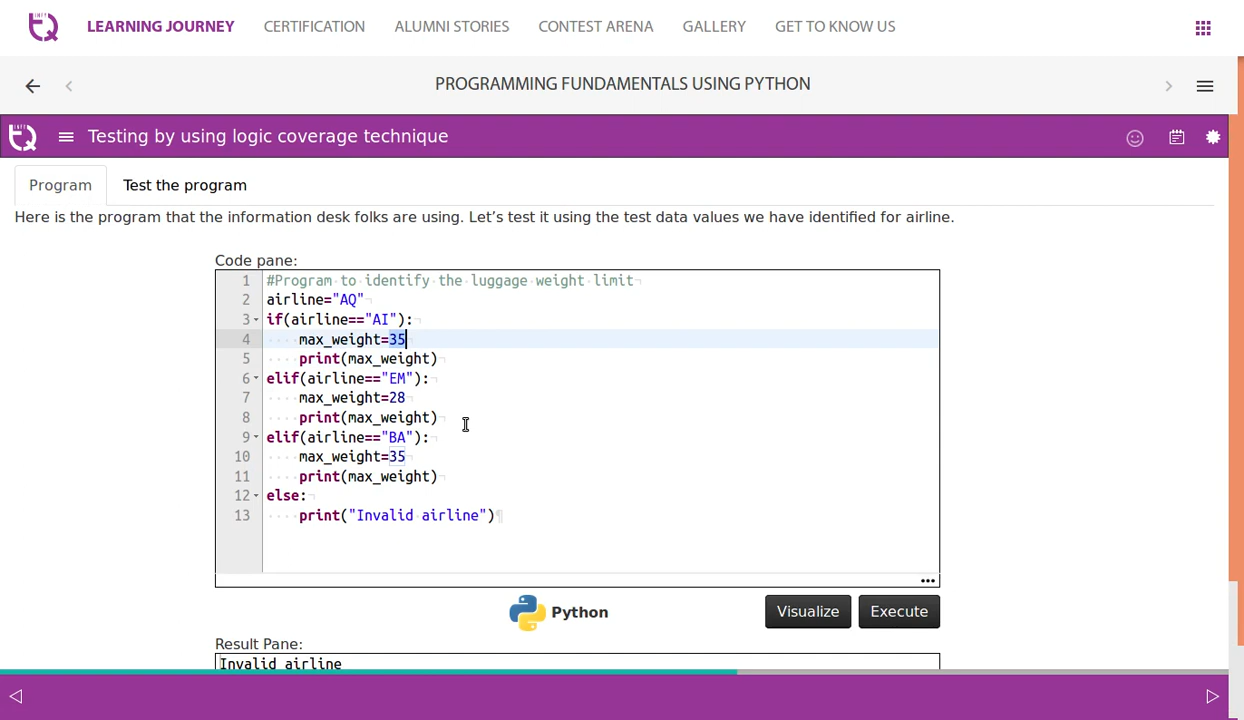 LEARNING JOURNEY CERTIFICATION ALUMNI STORIES CONTEST ARENA GALLERY GET TO KNOW US
PROGRAMMING FUNDAMENTALS USING PYTHON
Testing by using logic coverage technique
Program Test the program
Here is the program that the information desk folks are using. Let's test it using the test data values we have identified for airline.
Code pane:
1 #Program to identify the luggage weight limit
2 airline="AQ"
3 if(airline=="AI"):
4 max_weight=35
5 print(max_weight)
6 elif(airline=="EM"):
7 max_weight=28
8 print(max_weight)
9 elif(airline=="BA"):
10 max_weight=35
11 print(max_weight)
12 else:
13 print("Invalid airline")
Python Visualize Execute
Result Pane:
Invalid airline